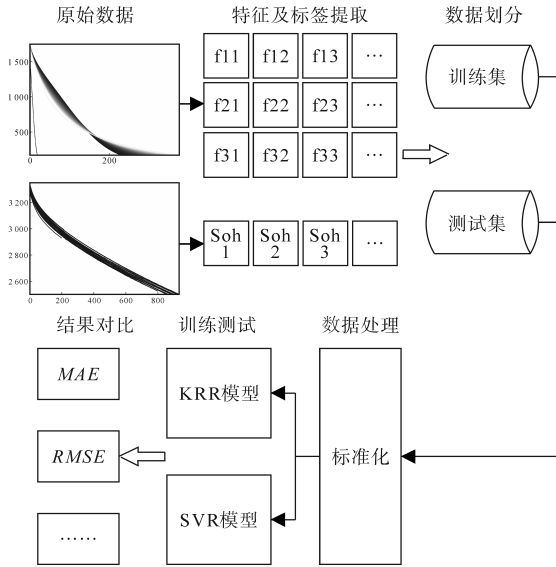 原始数据
特征及标签提取
数据划分
1 500
1 000
500
0
200
f11 f12 f13 …
f21 f22 f23 …
f31 f32 f33 …
训练集
3 200
3 000
2 800
2 600
0 200 400 600 800
Soh
1
Soh
2
Soh
3
…
测试集
结果对比
训练测试
数据处理
MAE
RMSE
……
KRR模型
SVR模型
标准化